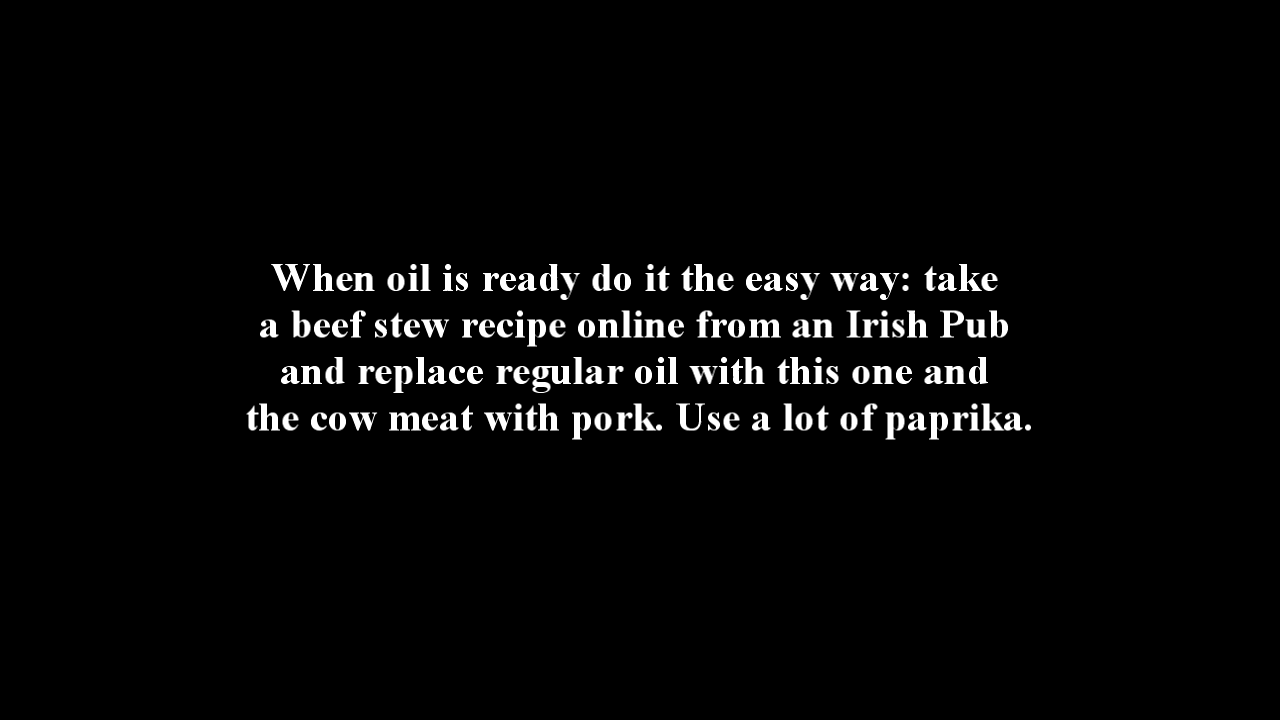 When oil is ready do it the easy way: take
a beef stew recipe online from an Irish Pub
and replace regular oil with this one and
the cow meat with pork. Use a lot of paprika.